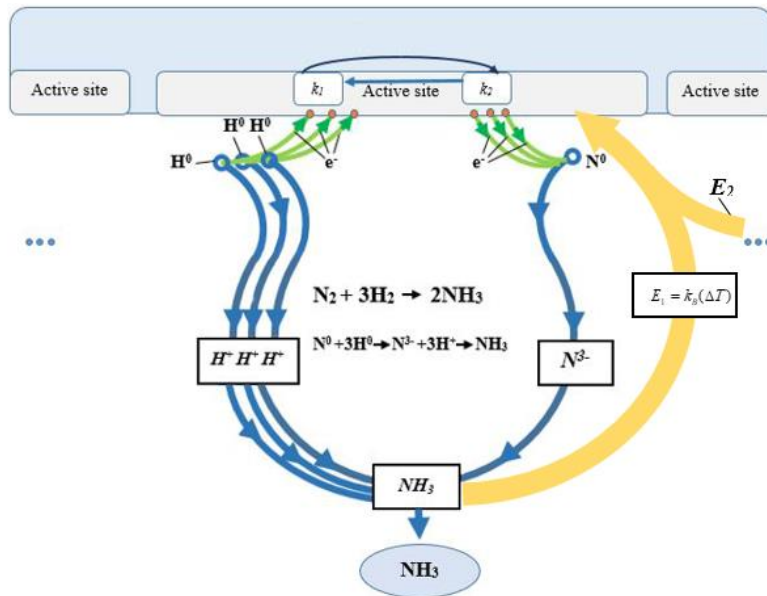 k₁
k₂
Active site
Active site
Active site
H⁰ H⁰
H⁰
e⁻
e⁻
N⁰
E₂
E₁ = k_B(ΔT)
N₂ + 3H₂ → 2NH₃
N⁰ +3H⁰→N³⁻ +3H⁺→NH₃
H⁺ H⁺ H⁺
N³⁻
NH₃
NH₃